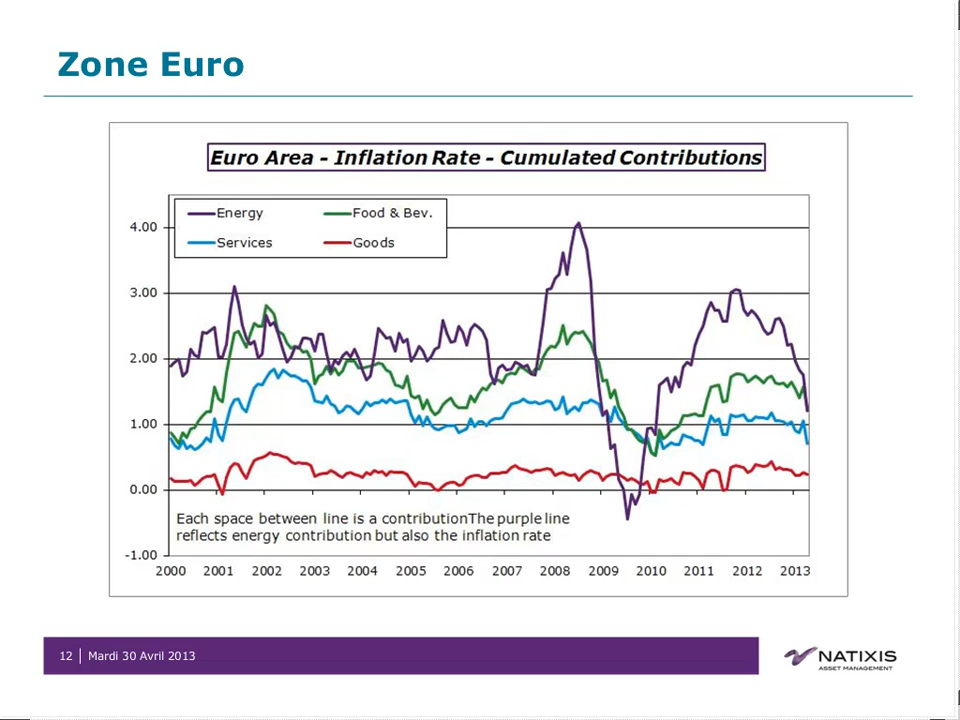 Zone Euro
Euro Area - Inflation Rate - Cumulated Contributions
Energy
Food & Bev.
Services
Goods
4.00
3.00
2.00
1.00
0.00
-1.00
Each space between line is a contributionThe purple line
reflects energy contribution but also the inflation rate
2000 2001 2002 2003 2004 2005 2006 2007 2008 2009 2010 2011 2012 2013
12 Mardi 30 Avril 2013
NATIXIS
ASSET MANAGEMENT